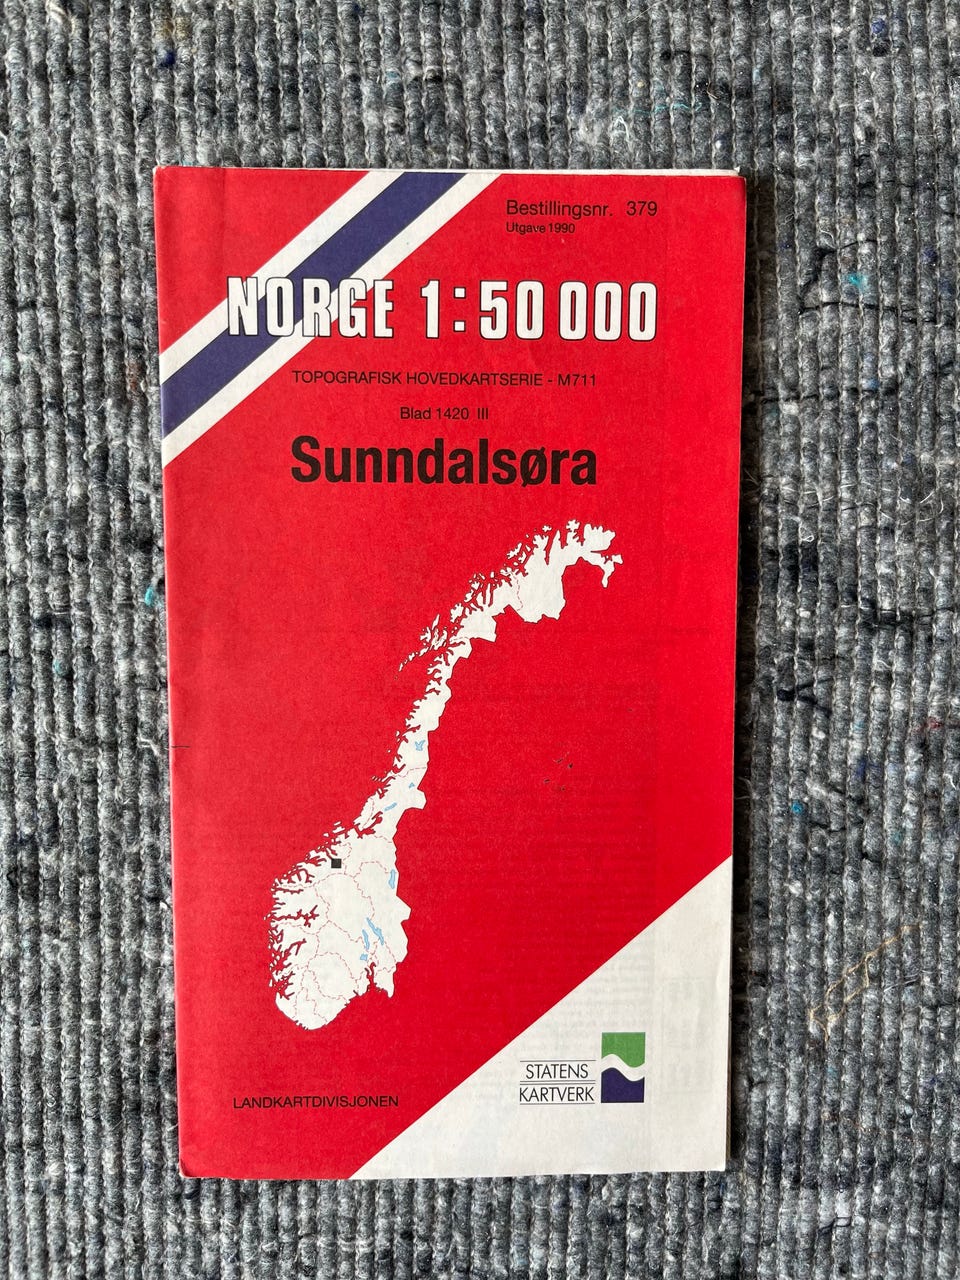 Bestillingsnr. 379
Utgave 1990
NORGE 1:50 000
TOPOGRAFISK HOVEDKARTSERIE - M711
Blad 1420 III
Sunndalsøra
STATENS
KARTVERK
LANDKARTDIVISJONEN